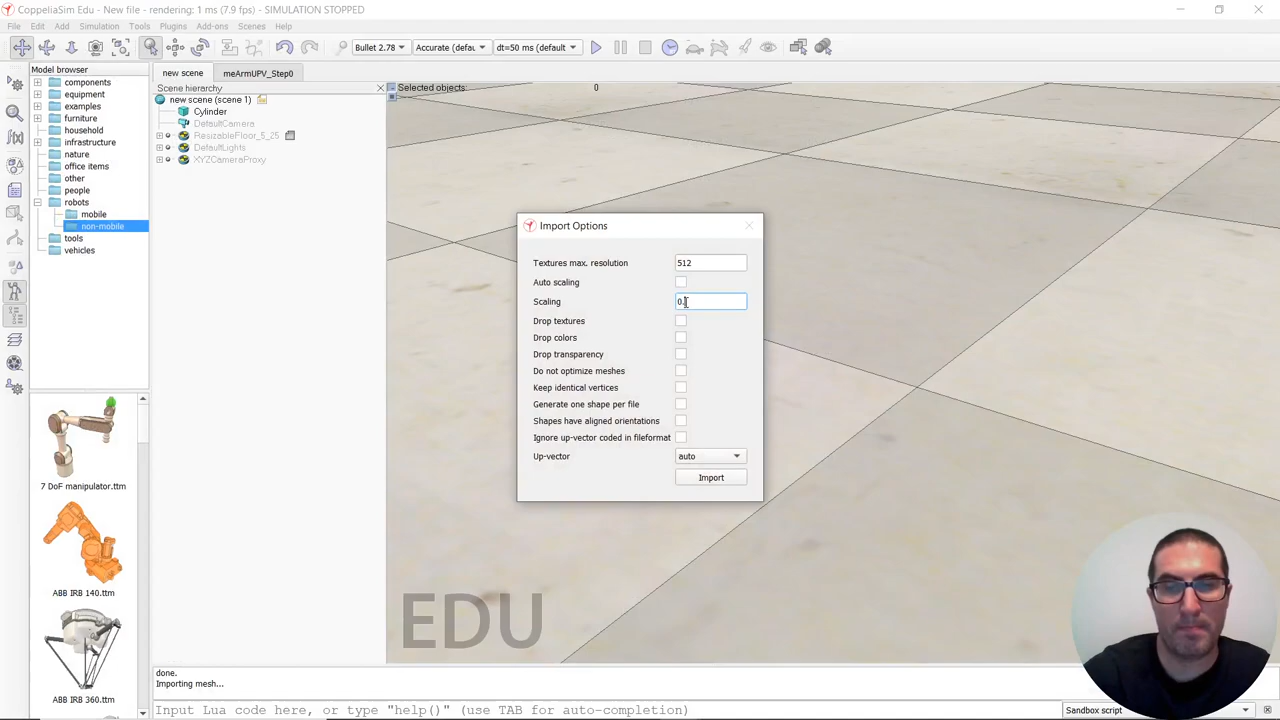 CoppeliaSim Edu - New file - rendering: 1 ms (7.9 fps) - SIMULATION STOPPED
File Edit Add Simulation Tools Plugins Add-ons Scenes Help
Bullet 2.78 Accurate (defau dt=50 ms (default
Model browser
components
equipment
examples
furniture
household
infrastructure
nature
office items
other
people
robots
mobile
non-mobile
tools
vehicles
7 DoF manipulator.ttm
ABB IRB 140.ttm
ABB IRB 360.ttm
new scene meArmUPV_Step0
Scene hierarchy
new scene (scene 1)
Cylinder
DefaultCamera
ResizableFloor_5_25
DefaultLights
XYZCameraProxy
Selected objects: 0
Import Options
Textures max. resolution 512
Auto scaling
Scaling 0.
Drop textures
Drop colors
Drop transparency
Do not optimize meshes
Keep identical vertices
Generate one shape per file
Shapes have aligned orientations
Ignore up-vector coded in fileformat
Up-vector auto
Import
EDU
done.
Importing mesh...
Input Lua code here, or type "help()" (use TAB for auto-completion)
Sandbox script